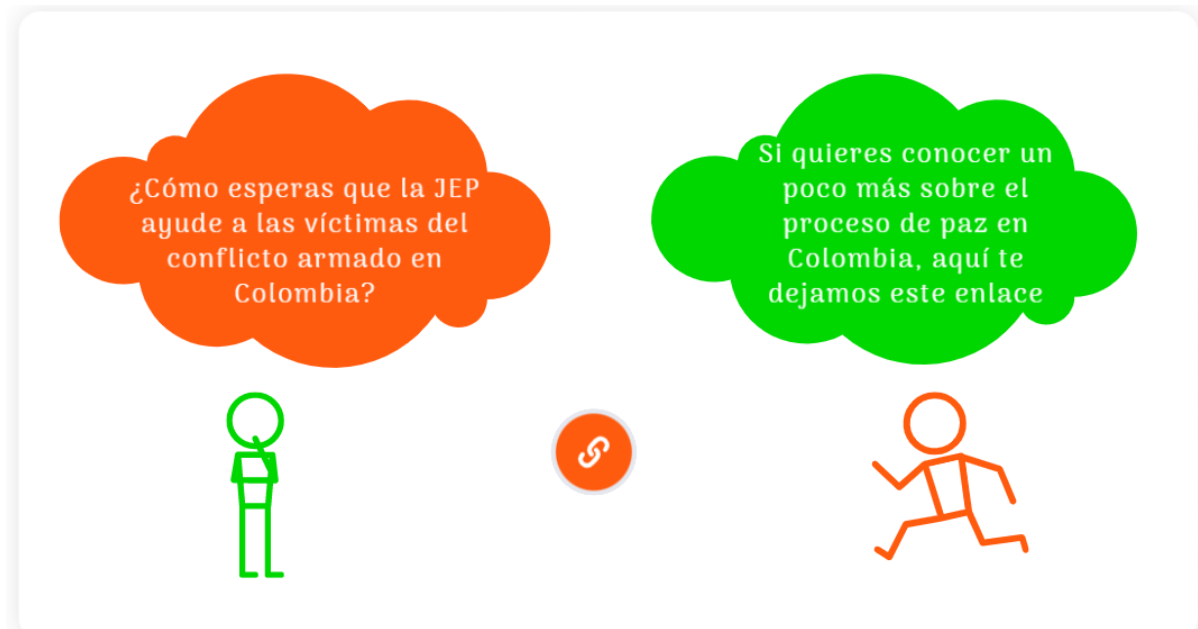 ¿Cómo esperas que la JEP
ayude a las víctimas del
conflicto armado en
Colombia?
Si quieres conocer un
poco más sobre el
proceso de paz en
Colombia, aquí te
dejamos este enlace